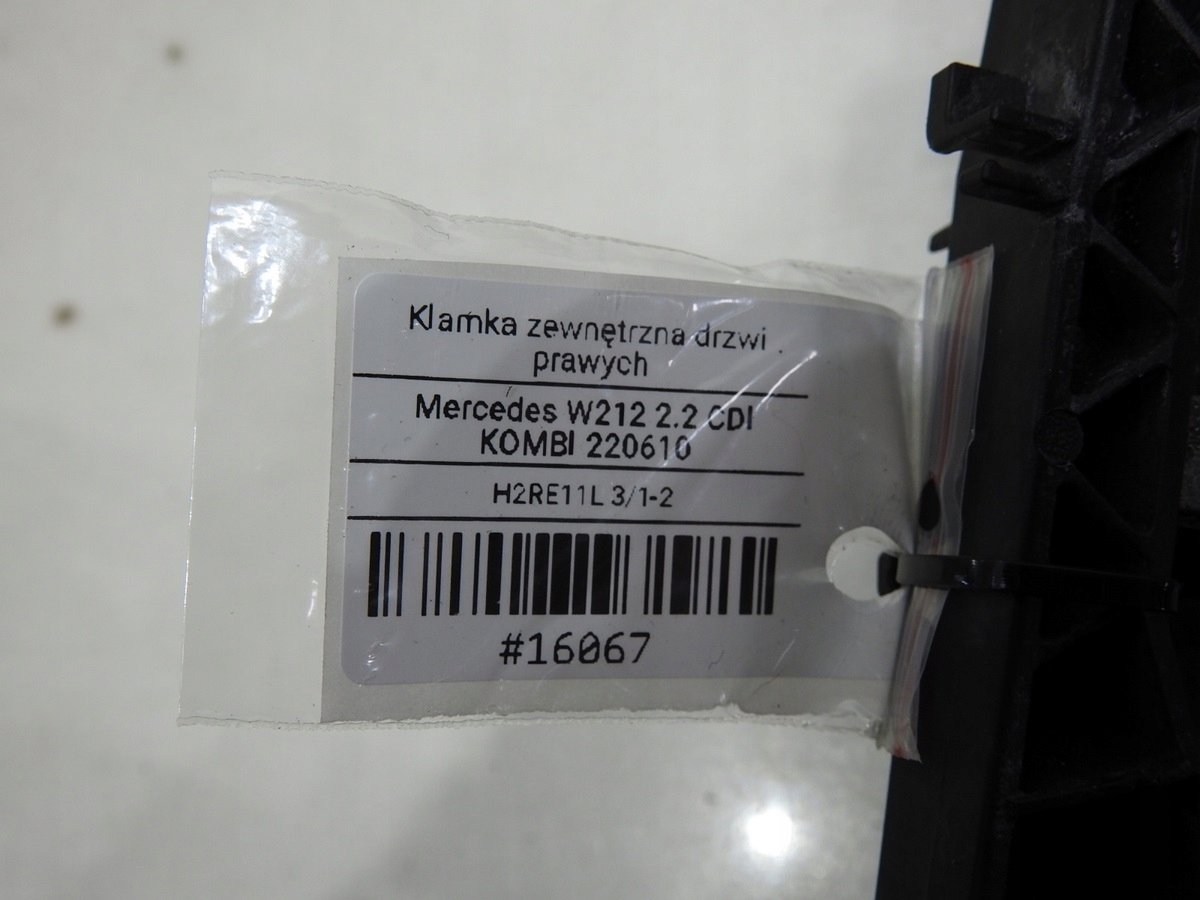 Klamka zewnętrzna drzwi
prawych
Mercedes W212 2.2 CDI
KOMBI 220610
H2RE11L 3/1-2
#16067